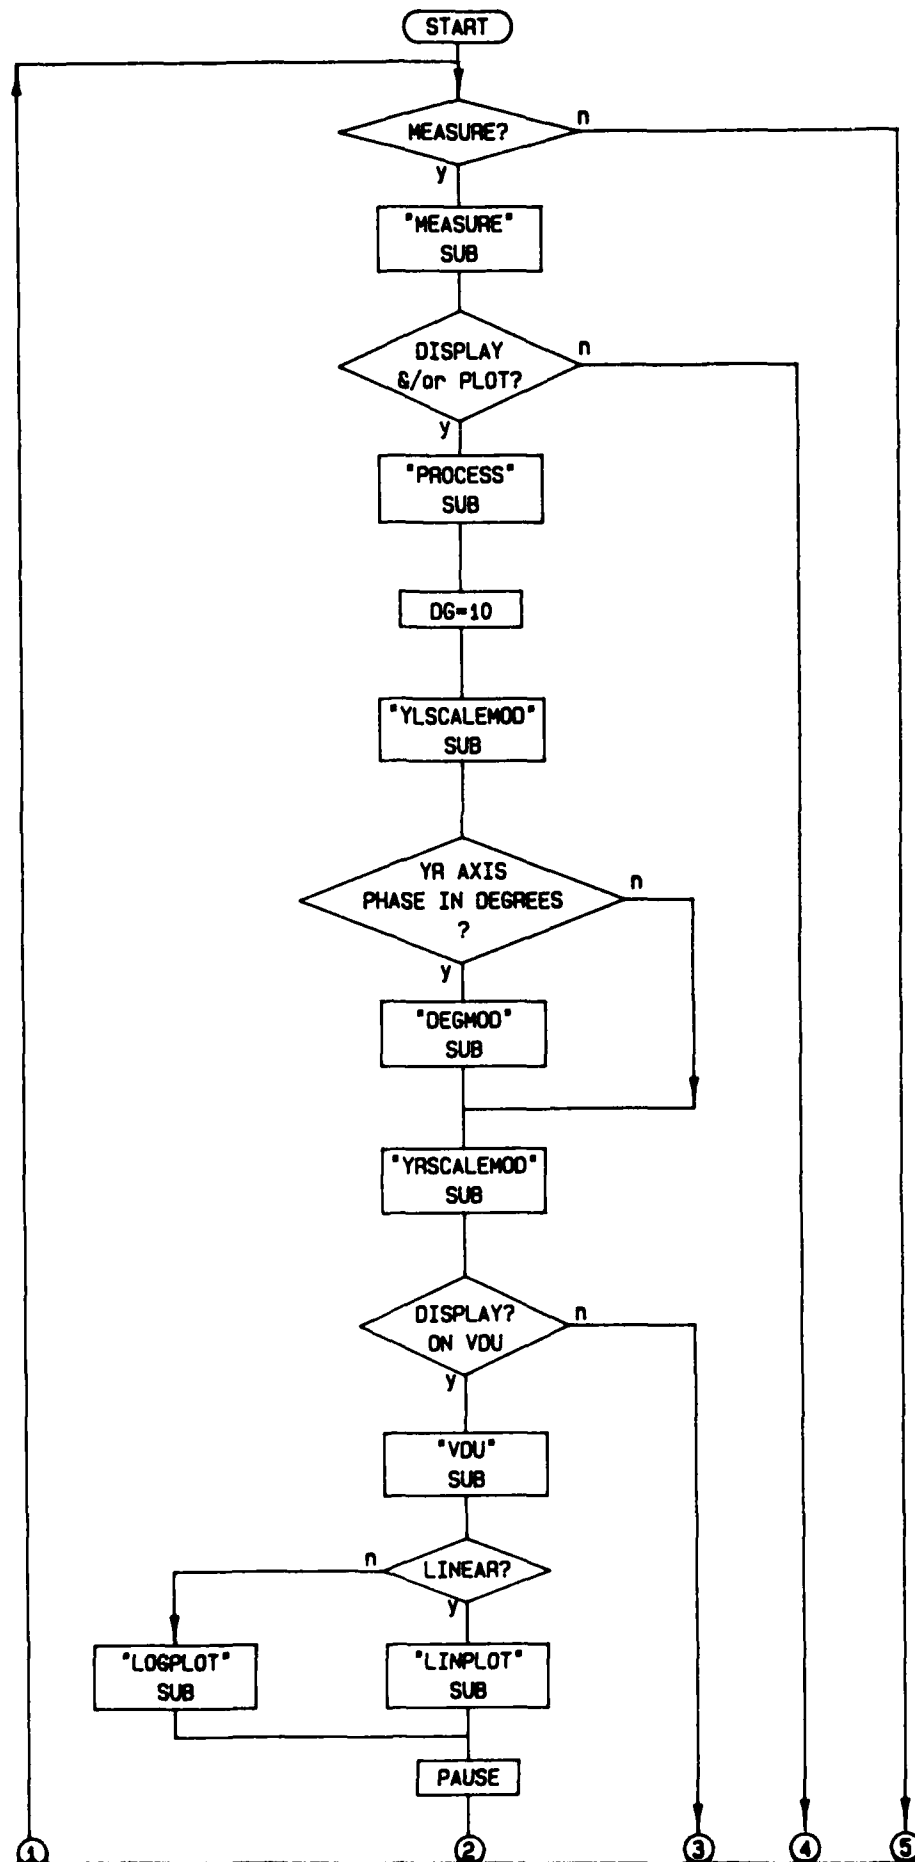 START
MEASURE?
n
y
"MEASURE"
SUB
DISPLAY
&/or PLOT?
n
y
"PROCESS"
SUB
DG=10
"YLSCALEMOD"
SUB
YR AXIS
PHASE IN DEGREES
?
n
y
"DEGMOD"
SUB
"YRSCALEMOD"
SUB
DISPLAY?
ON VDU
n
y
"VDU"
SUB
n
LINEAR?
y
"LOGPLOT"
SUB
"LINPLOT"
SUB
PAUSE
1
2
3
4
5